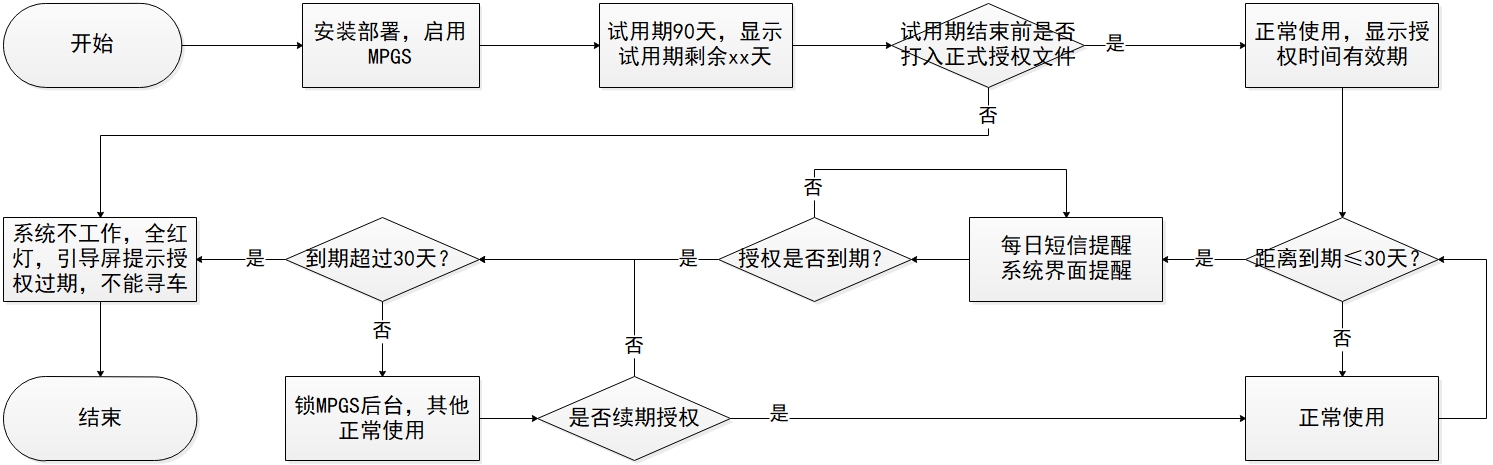 开始
安装部署，启用
MPGS
试用期90天，显示
试用期剩余xx天
试用期结束前是否
打入正式授权文件
是
正常使用，显示授
权时间有效期
否
否
系统不工作，全红
灯，引导屏提示授
权过期，不能寻车
是
到期超过30天？
是
授权是否到期？
每日短信提醒
系统界面提醒
是
距离到期≤30天？
否
否
否
结束
锁MPGS后台，其他
正常使用
是否续期授权
是
正常使用